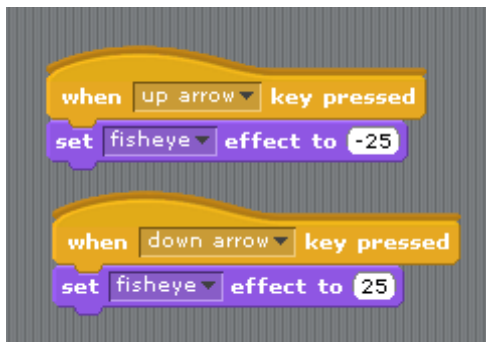 when up arrow key pressed
set fisheye effect to -25
when down arrow key pressed
set fisheye effect to 25